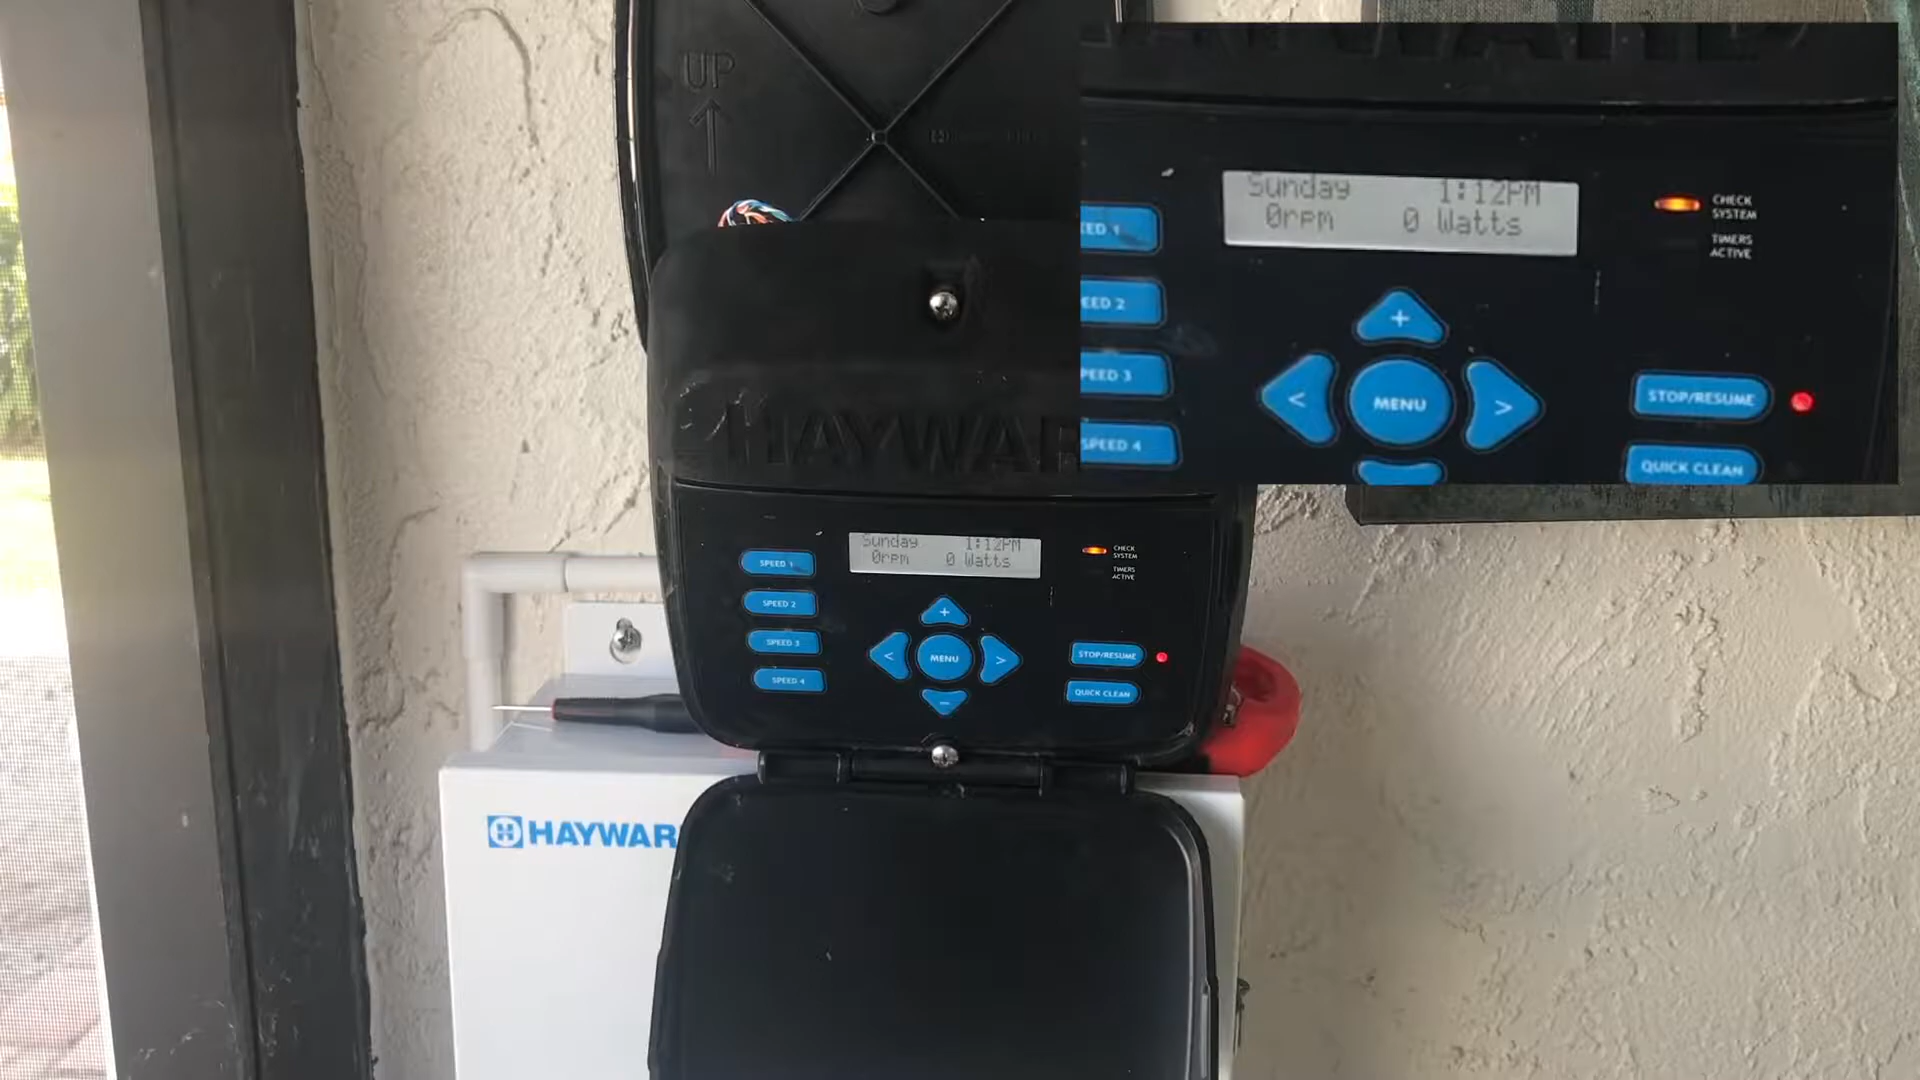 UP
HAYWAR
Sunday 1:12PM
0rpm 0 Watts
CHECK
SYSTEM
TIMERS
ACTIVE
SPEED 1
SPEED 2
SPEED 3
SPEED 4
+
<
MENU
>
-
STOP/RESUME
QUICK CLEAN
HAYWAR
Sunday 1:12PM
0rpm 0 Watts
CHECK
SYSTEM
TIMERS
ACTIVE
EED 1
EED 2
PEED 3
SPEED 4
+
<
MENU
>
STOP/RESUME
QUICK CLEAN